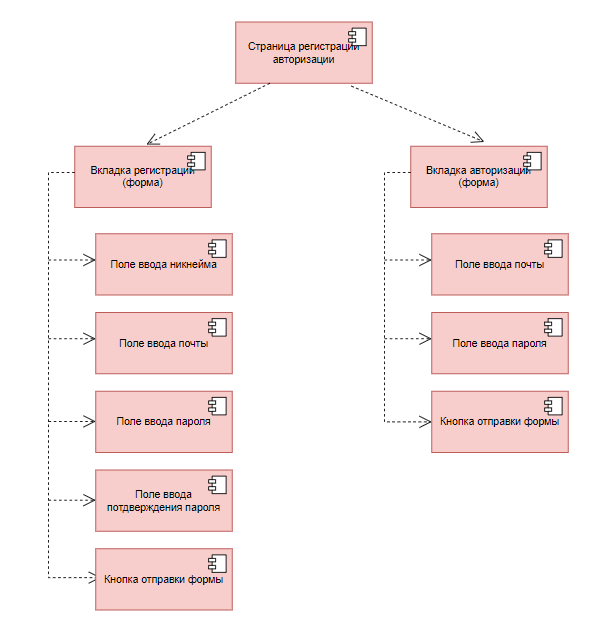 Страница регистрации
авторизации
Вкладка регистрации
(форма)
Вкладка авторизации
(форма)
Поле ввода никнейма
Поле ввода почты
Поле ввода пароля
Поле ввода
потдверждения пароля
Кнопка отправки формы
Поле ввода почты
Поле ввода пароля
Кнопка отправки формы